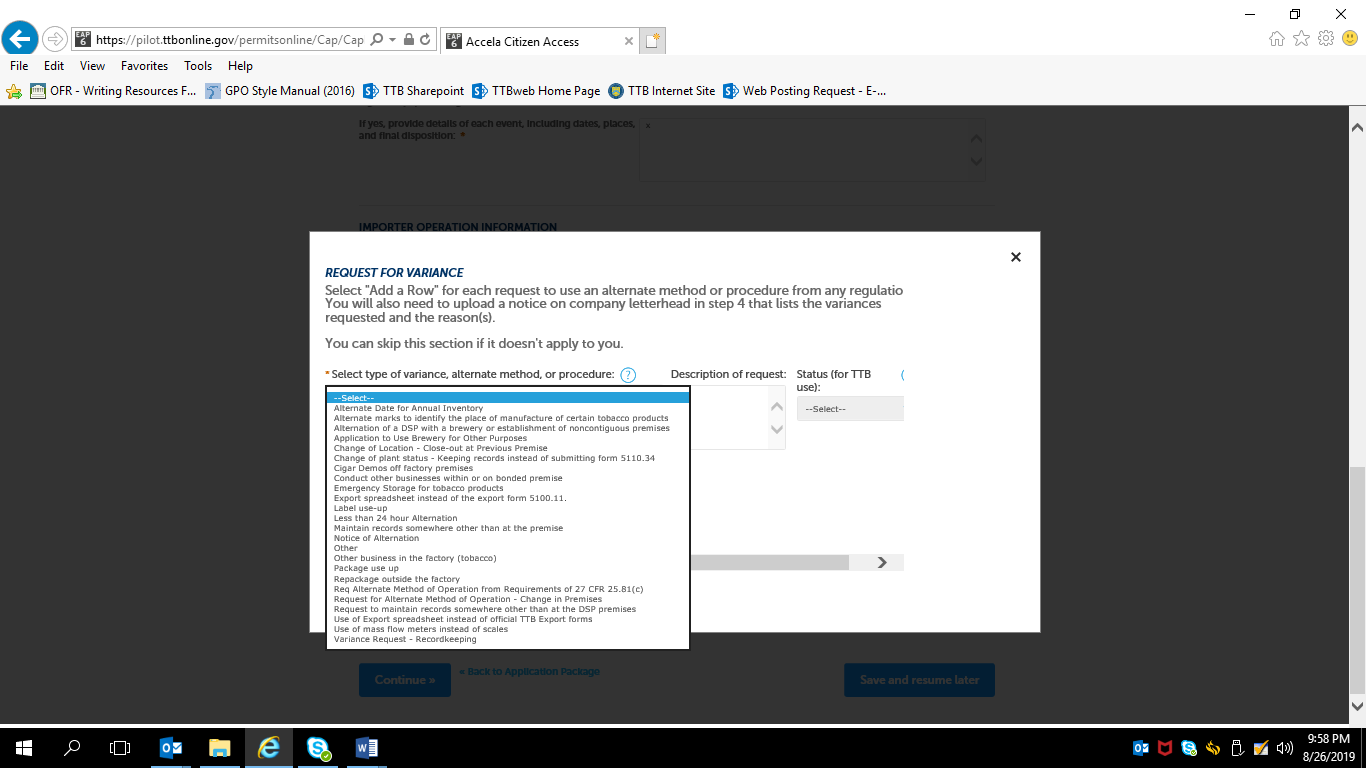 https://pilot.ttbonline.gov/permitsonline/Cap/Cap
EAP 6 Accela Citizen Access
File Edit View Favorites Tools Help
OFR - Writing Resources F... GPO Style Manual (2016) TTB Sharepoint TTBweb Home Page TTB Internet Site Web Posting Request - E-...
If yes, provide details of each event, including dates, places,
and final disposition: *
x
IMPORTER OPERATION INFORMATION
REQUEST FOR VARIANCE
Select "Add a Row" for each request to use an alternate method or procedure from any regulatio
You will also need to upload a notice on company letterhead in step 4 that lists the variances
requested and the reason(s).
You can skip this section if it doesn't apply to you.
* Select type of variance, alternate method, or procedure: ? Description of request: Status (for TTB
use):
--Select--
--Select--
Alternate Date for Annual Inventory
Alternate marks to identify the place of manufacture of certain tobacco products
Alternation of a DSP with a brewery or establishment of noncontiguous premises
Application to Use Brewery for Other Purposes
Change of Location - Close-out at Previous Premise
Change of plant status - Keeping records instead of submitting form 5110.34
Cigar Demos off factory premises
Conduct other businesses within or on bonded premise
Emergency Storage for tobacco products
Export spreadsheet instead of the export form 5100.11.
Label use-up
Less than 24 hour Alternation
Maintain records somewhere other than at the premise
Notice of Alternation
Other
Other business in the factory (tobacco)
Package use up
Repackage outside the factory
Req Alternate Method of Operation from Requirements of 27 CFR 25.81(c)
Request for Alternate Method of Operation - Change in Premises
Request to maintain records somewhere other than at the DSP premises
Use of Export spreadsheet instead of official TTB Export forms
Use of mass flow meters instead of scales
Variance Request - Recordkeeping
Continue » « Back to Application Package Save and resume later
9:58 PM
8/26/2019